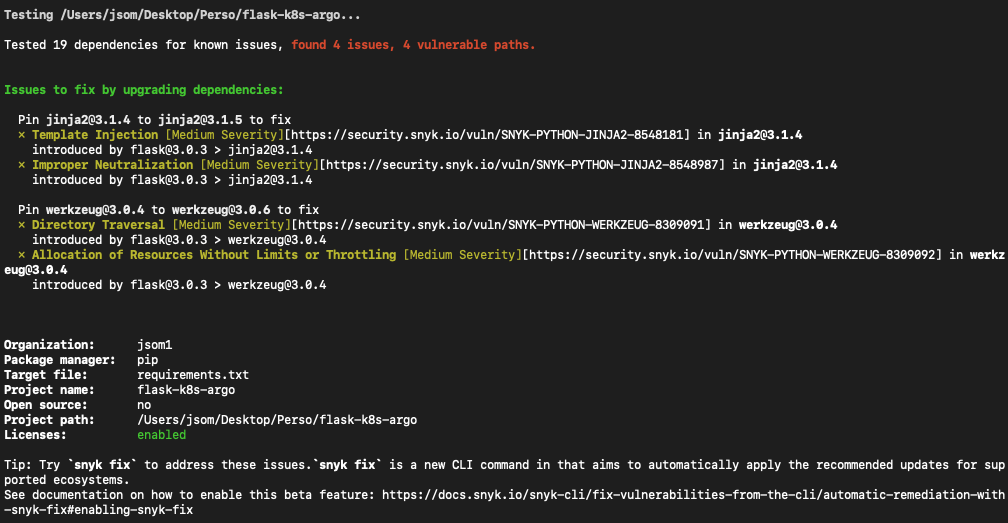 Testing /Users/jsom/Desktop/Perso/flask-k8s-argo...
Tested 19 dependencies for known issues, found 4 issues, 4 vulnerable paths.
Issues to fix by upgrading dependencies:
Pin jinja2@3.1.4 to jinja2@3.1.5 to fix
× Template Injection [Medium Severity][https://security.snyk.io/vuln/SNYK-PYTHON-JINJA2-8548181] in jinja2@3.1.4
introduced by flask@3.0.3 > jinja2@3.1.4
× Improper Neutralization [Medium Severity][https://security.snyk.io/vuln/SNYK-PYTHON-JINJA2-8548987] in jinja2@3.1.4
introduced by flask@3.0.3 > jinja2@3.1.4
Pin werkzeug@3.0.4 to werkzeug@3.0.6 to fix
× Directory Traversal [Medium Severity][https://security.snyk.io/vuln/SNYK-PYTHON-WERKZEUG-8309091] in werkzeug@3.0.4
introduced by flask@3.0.3 > werkzeug@3.0.4
× Allocation of Resources Without Limits or Throttling [Medium Severity][https://security.snyk.io/vuln/SNYK-PYTHON-WERKZEUG-8309092] in werkz
eug@3.0.4
introduced by flask@3.0.3 > werkzeug@3.0.4
Organization: jsom1
Package manager: pip
Target file: requirements.txt
Project name: flask-k8s-argo
Open source: no
Project path: /Users/jsom/Desktop/Perso/flask-k8s-argo
Licenses: enabled
Tip: Try `snyk fix` to address these issues.`snyk fix` is a new CLI command in that aims to automatically apply the recommended updates for sup
ported ecosystems.
See documentation on how to enable this beta feature: https://docs.snyk.io/snyk-cli/fix-vulnerabilities-from-the-cli/automatic-remediation-with
-snyk-fix#enabling-snyk-fix